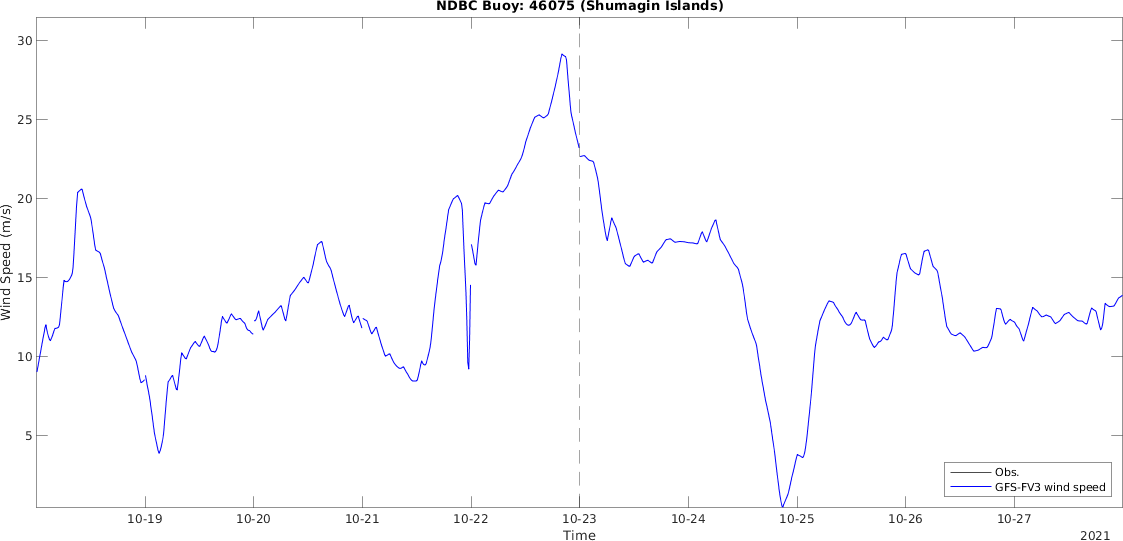 NDBC Buoy: 46075 (Shumagin Islands)
30
25
20
15
10
5
Wind Speed (m/s)
Obs.
GFS-FV3 wind speed
10-19 10-20 10-21 10-22 10-23 10-24 10-25 10-26 10-27
Time
2021